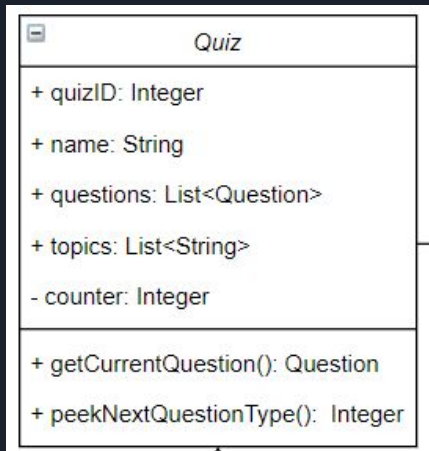 Quiz
+ quizID: Integer
+ name: String
+ questions: List<Question>
+ topics: List<String>
- counter: Integer
+ getCurrentQuestion(): Question
+ peekNextQuestionType(): Integer